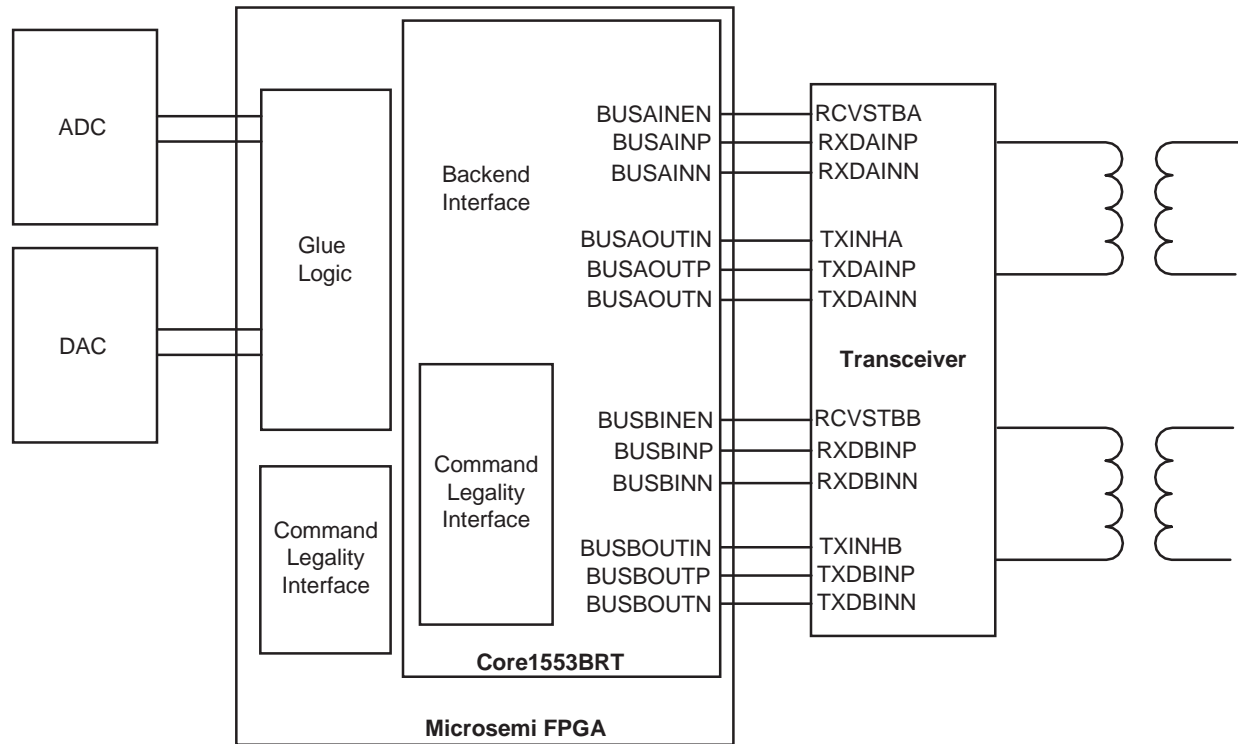 ADC
DAC
Glue
Logic
Command
Legality
Interface
Backend
Interface
Command
Legality
Interface
BUSAINEN
BUSAINP
BUSAINN
BUSAOUTIN
BUSAOUTP
BUSAOUTN
BUSBINEN
BUSBINP
BUSBINN
BUSBOUTIN
BUSBOUTP
BUSBOUTN
Core1553BRT
Microsemi FPGA
RCVSTBA
RXDAINP
RXDAINN
TXINHA
TXDAINP
TXDAINN
Transceiver
RCVSTBB
RXDBINP
RXDBINN
TXINHB
TXDBINP
TXDBINN